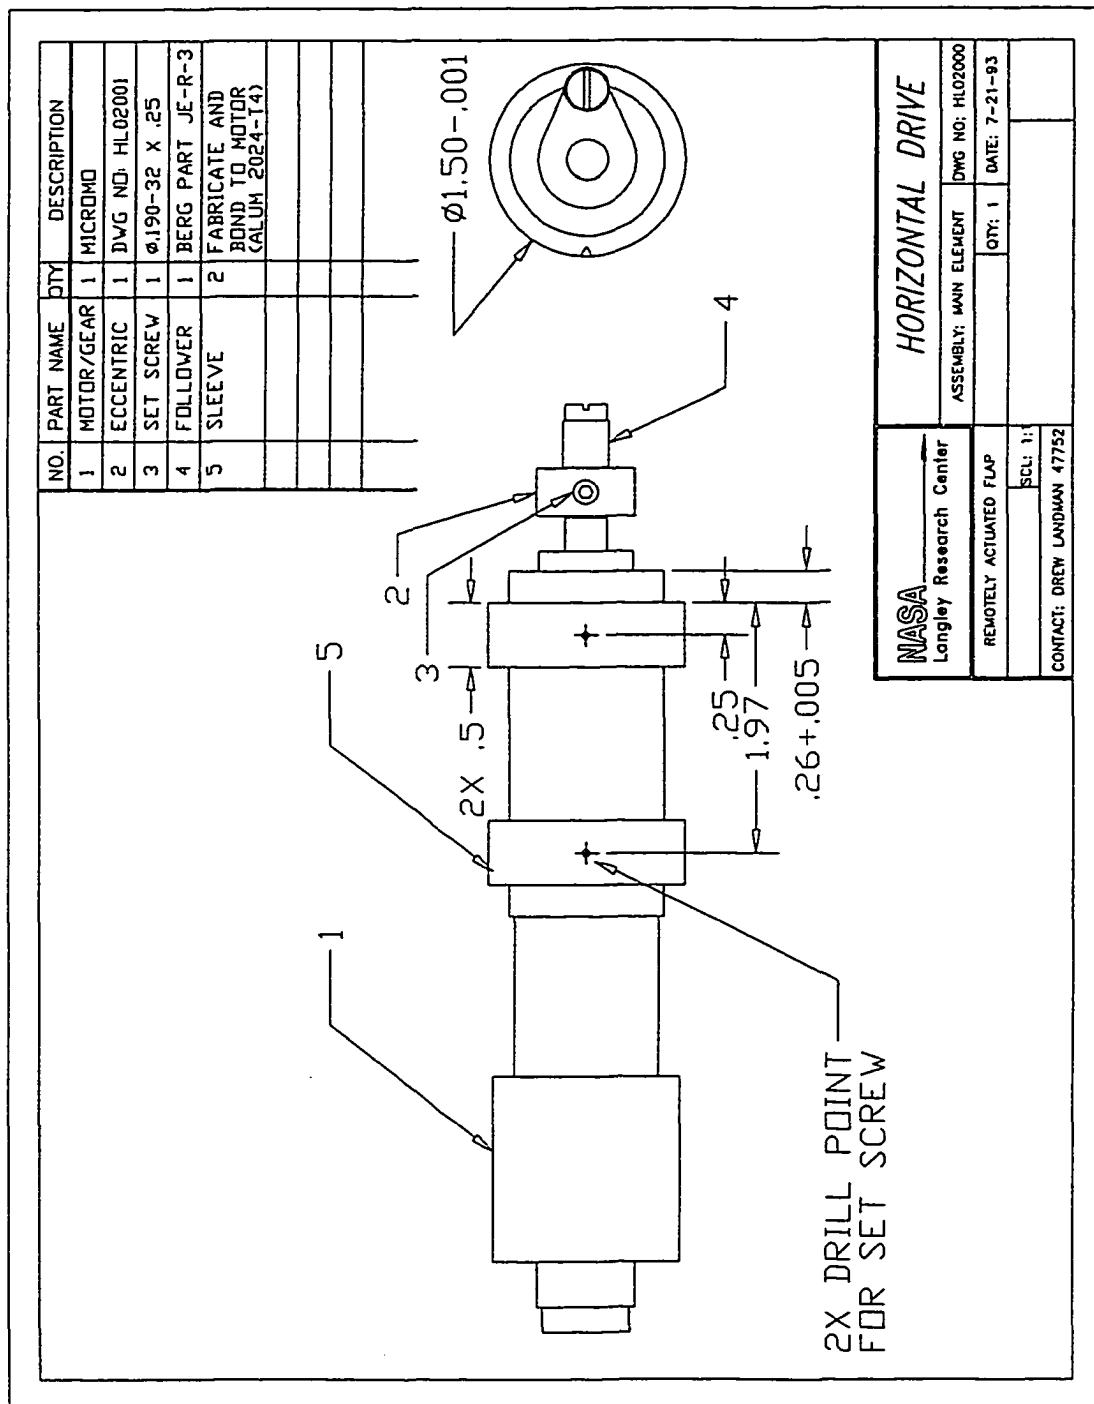 NO. PART NAME QTY DESCRIPTION
1 MOTOR/GEAR 1 MICROMO
2 ECCENTRIC 1 DWG NO: HL02001
3 SET SCREW 1 ø.190-32 X .25
4 FOLLOWER 1 BERG PART JE-R-3
5 SLEEVE 2 FABRICATE AND
BOND TO MOTOR
(ALUM 2024-T4)
ø1.50-.001
1
5
2
3
4
2X .5
.25
1.97
.26+.005
2X DRILL POINT
FOR SET SCREW
NASA
Langley Research Center
HORIZONTAL DRIVE
REMOTELY ACTUATED FLAP
ASSEMBLY: MAIN ELEMENT
DWG NO: HL02000
SCL: 1:1
QTY: 1
DATE: 7-21-93
CONTACT: DREW LANDMAN 47752